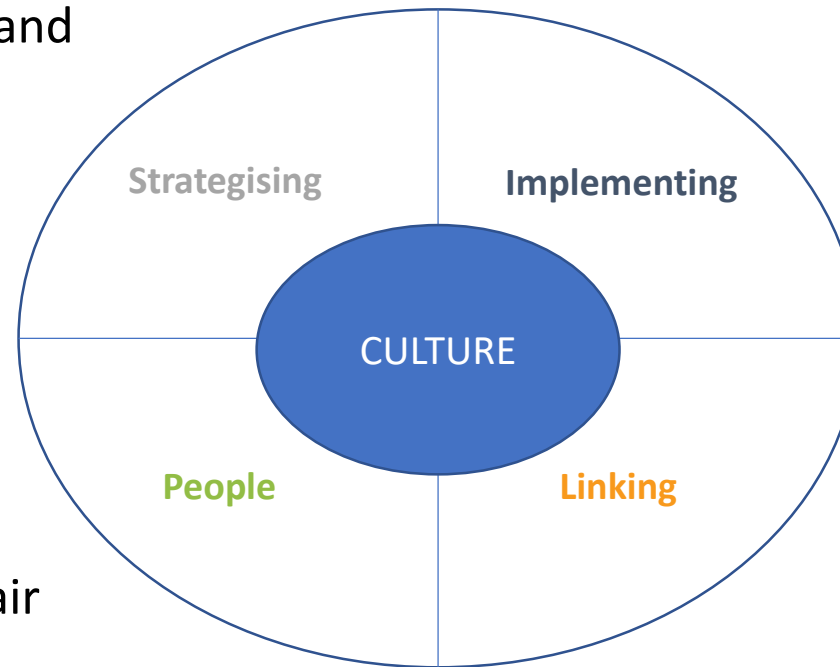 and
Strategising
Implementing
CULTURE
People
Linking
air